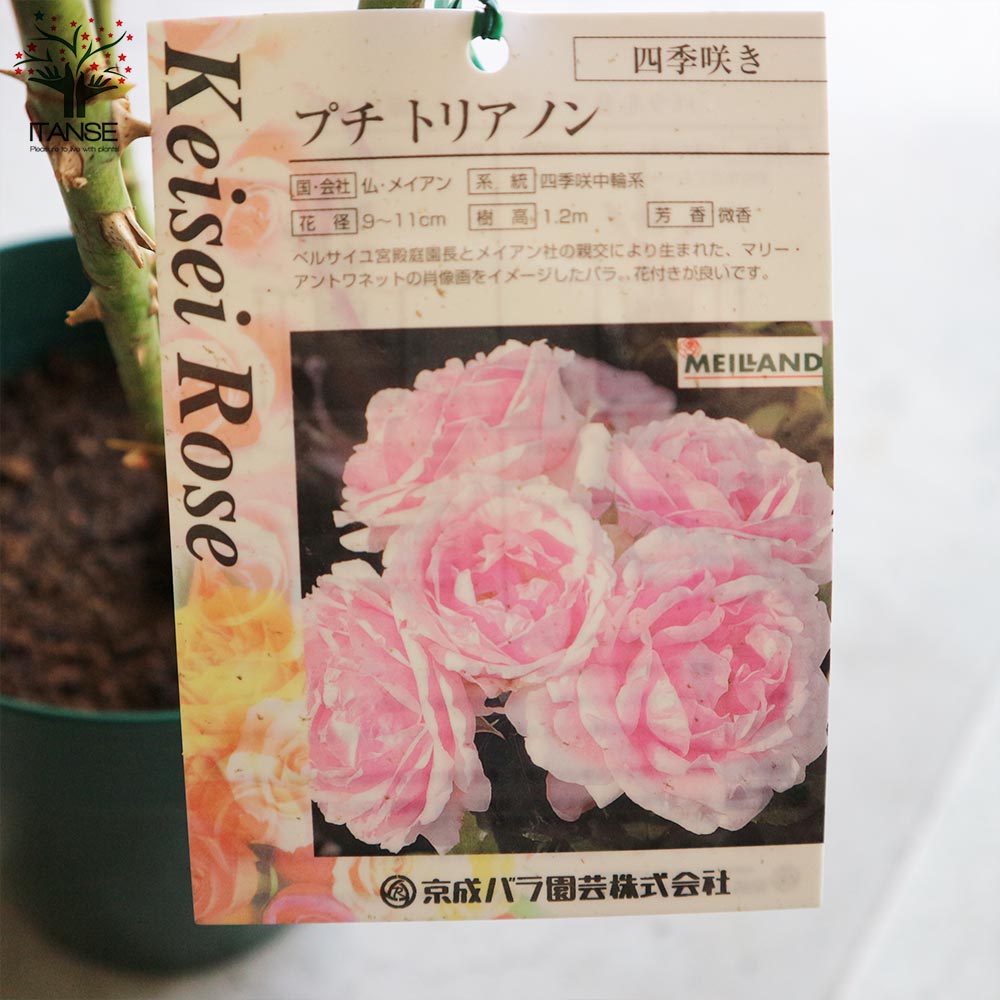 ITANSE
Pleasure to live with plants!
Keisei Rose
四季咲き
プチ トリアノン
国・会社 仏・メイアン 系 統 四季咲中輪系
花 径 9〜11cm 樹 高 1.2m 芳 香 微香
ベルサイユ宮殿庭園長とメイアン社の親交により生まれた、マリー・
アントワネットの肖像画をイメージしたバラ。花付きが良いです。
MEILLAND
京成バラ園芸株式会社